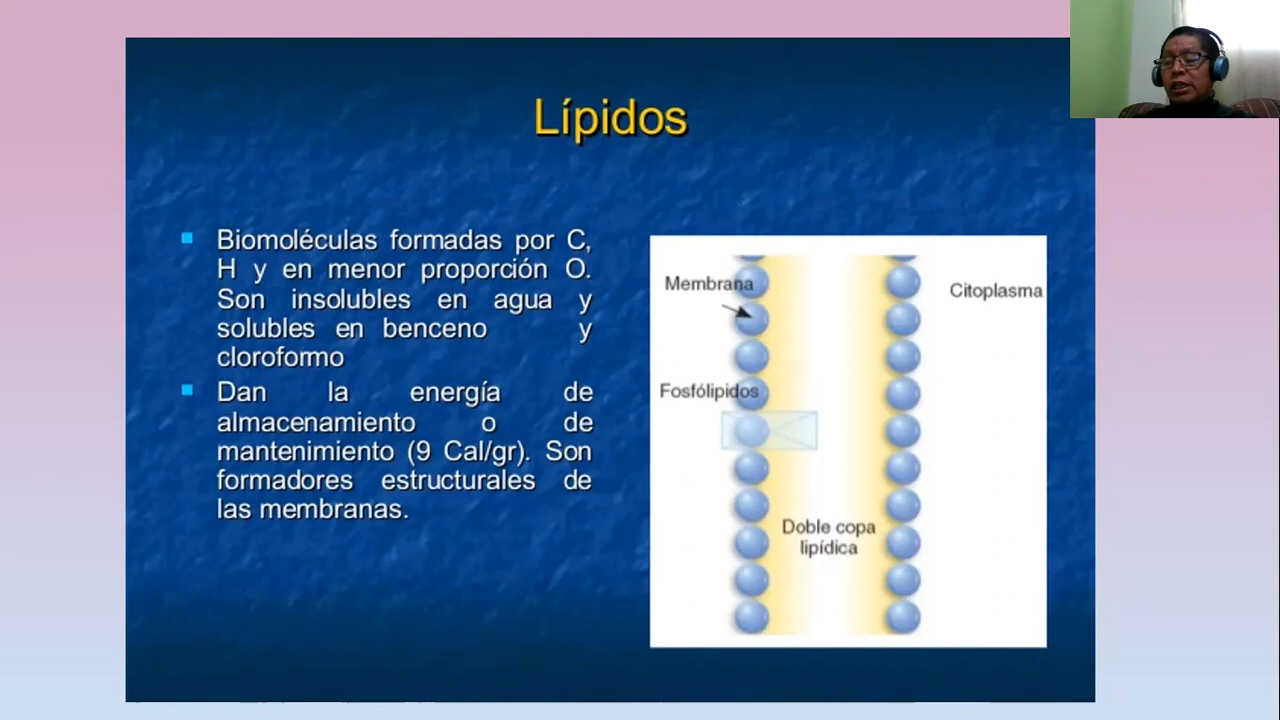 Lípidos
Biomoléculas formadas por C,
H y en menor proporción O.
Son insolubles en agua y
solubles en benceno y
cloroformo
Dan la energía de
almacenamiento o de
mantenimiento (9 Cal/gr). Son
formadores estructurales de
las membranas.
Membrana
Citoplasma
Fosfólipidos
Doble copa
lipídica